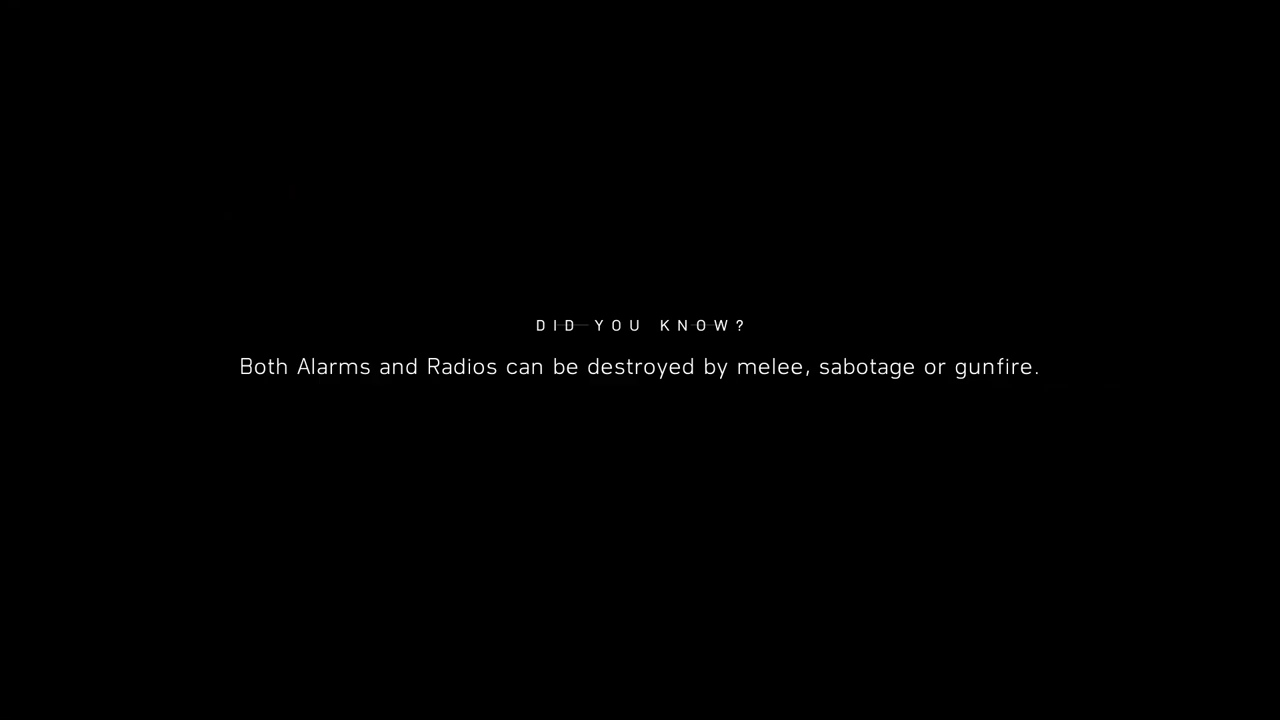 DID YOU KNOW?
Both Alarms and Radios can be destroyed by melee, sabotage or gunfire.